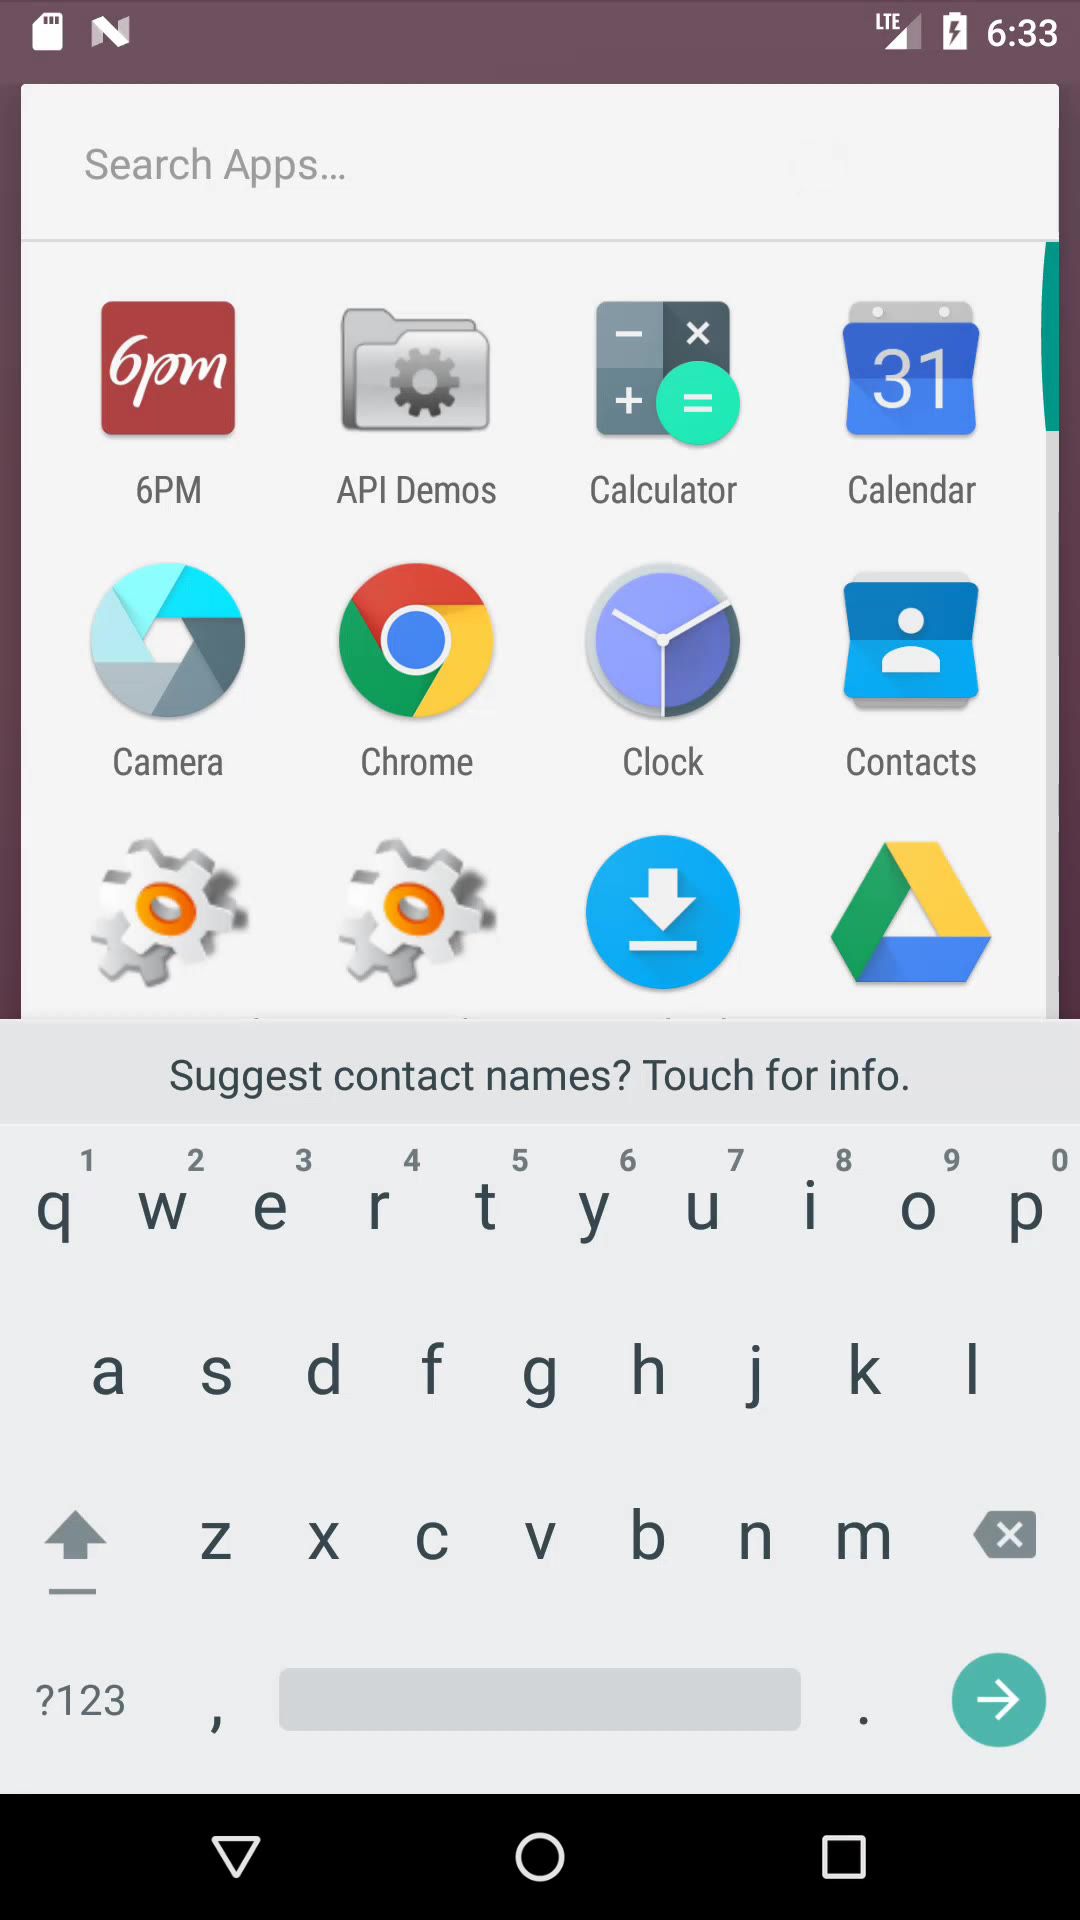 LTE 6:33
Search Apps...
6pm
31
6PM API Demos Calculator Calendar
Camera Chrome Clock Contacts
Suggest contact names? Touch for info.
1 2 3 4 5 6 7 8 9 0
q w e r t y u i o p
a s d f g h j k l
z x c v b n m
?123 , .